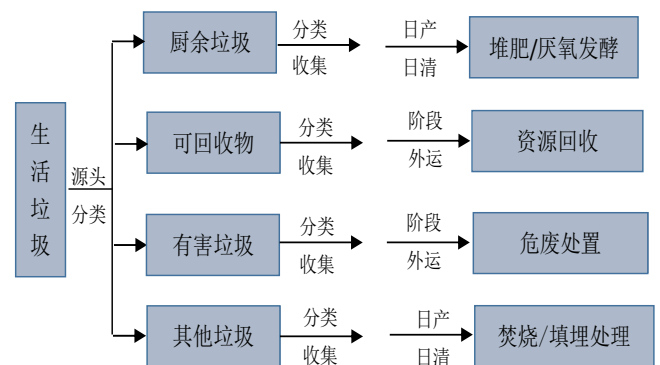 生活垃圾
源头
分类
厨余垃圾
分类
收集
日产
日清
堆肥/厌氧发酵
可回收物
分类
收集
阶段
外运
资源回收
有害垃圾
分类
收集
阶段
外运
危废处置
其他垃圾
分类
收集
日产
日清
焚烧/填埋处理